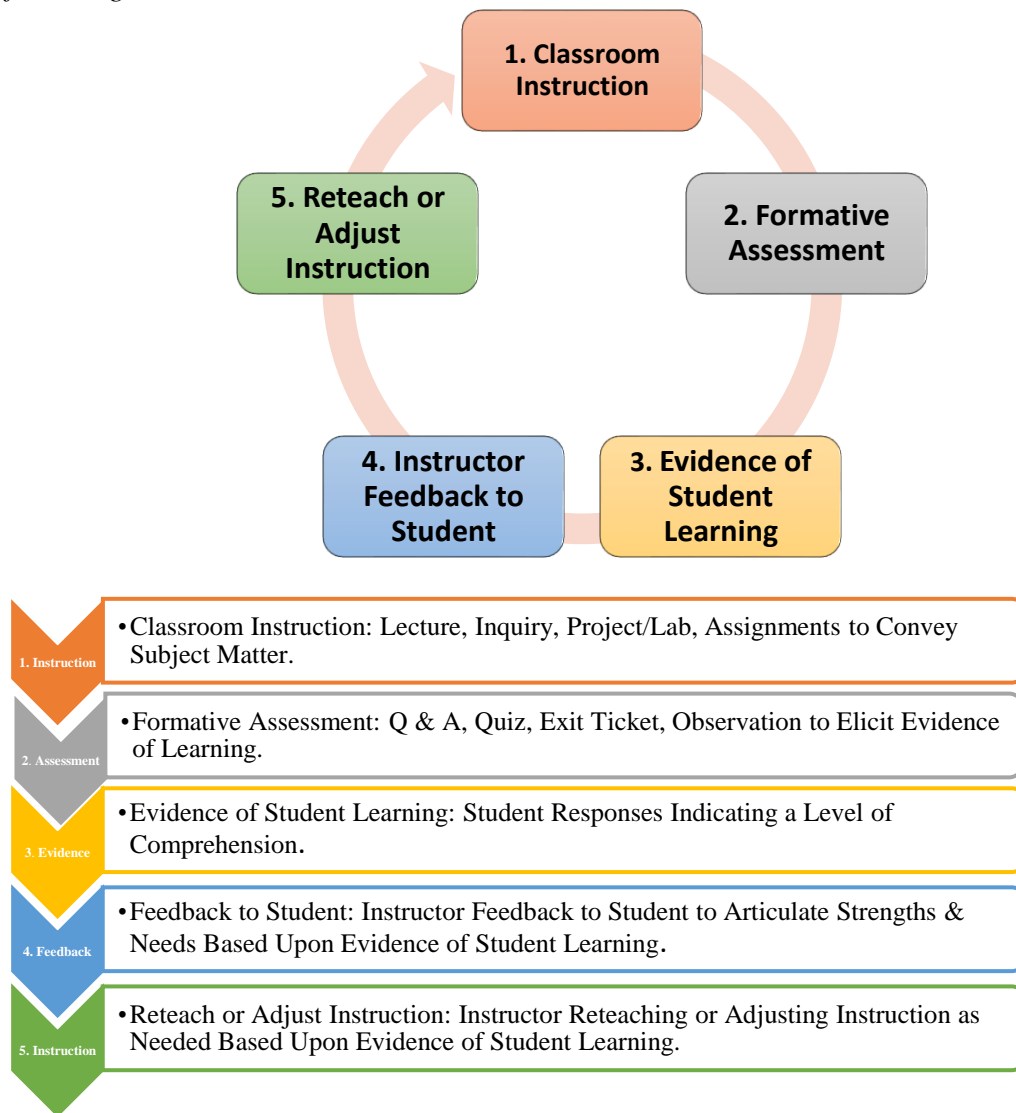 1. Classroom
Instruction
2. Formative
Assessment
3. Evidence of
Student
Learning
4. Instructor
Feedback to
Student
5. Reteach or
Adjust
Instruction
1. Instruction
•Classroom Instruction: Lecture, Inquiry, Project/Lab, Assignments to Convey
Subject Matter.
2. Assessment
•Formative Assessment: Q & A, Quiz, Exit Ticket, Observation to Elicit Evidence
of Learning.
3. Evidence
•Evidence of Student Learning: Student Responses Indicating a Level of
Comprehension.
4. Feedback
•Feedback to Student: Instructor Feedback to Student to Articulate Strengths &
Needs Based Upon Evidence of Student Learning.
5. Instruction
•Reteach or Adjust Instruction: Instructor Reteaching or Adjusting Instruction as
Needed Based Upon Evidence of Student Learning.